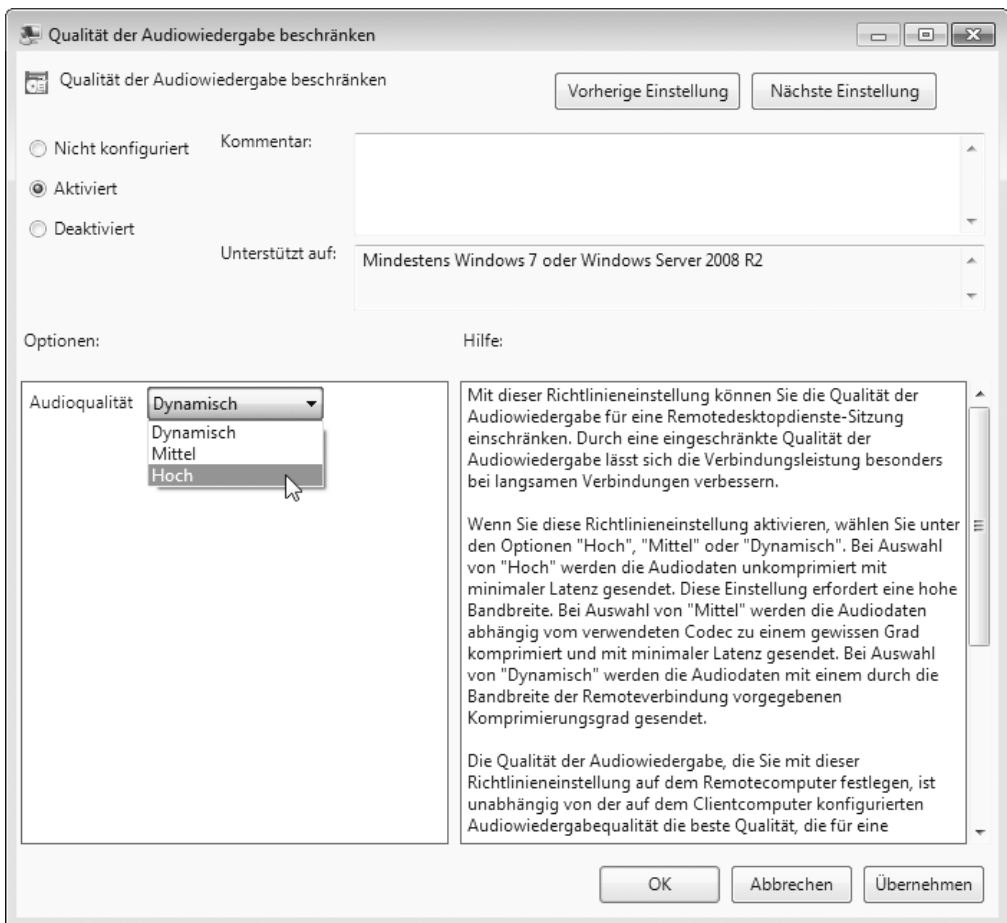 Qualität der Audiowiedergabe beschränken
Qualität der Audiowiedergabe beschränken
Vorherige Einstellung
Nächste Einstellung
Nicht konfiguriert
Aktiviert
Deaktiviert
Kommentar:
Unterstützt auf:
Mindestens Windows 7 oder Windows Server 2008 R2
Optionen:
Hilfe:
Audioqualität
Dynamisch
Dynamisch
Mittel
Hoch
Mit dieser Richtlinieneinstellung können Sie die Qualität der
Audiowiedergabe für eine Remotedesktopdienste-Sitzung
einschränken. Durch eine eingeschränkte Qualität der
Audiowiedergabe lässt sich die Verbindungsleistung besonders
bei langsamen Verbindungen verbessern.
Wenn Sie diese Richtlinieneinstellung aktivieren, wählen Sie unter
den Optionen "Hoch", "Mittel" oder "Dynamisch". Bei Auswahl
von "Hoch" werden die Audiodaten unkomprimiert mit
minimaler Latenz gesendet. Diese Einstellung erfordert eine hohe
Bandbreite. Bei Auswahl von "Mittel" werden die Audiodaten
abhängig vom verwendeten Codec zu einem gewissen Grad
komprimiert und mit minimaler Latenz gesendet. Bei Auswahl
von "Dynamisch" werden die Audiodaten mit einem durch die
Bandbreite der Remoteverbindung vorgegebenen
Komprimierungsgrad gesendet.
Die Qualität der Audiowiedergabe, die Sie mit dieser
Richtlinieneinstellung auf dem Remotecomputer festlegen, ist
unabhängig von der auf dem Clientcomputer konfigurierten
Audiowiedergabequalität die beste Qualität, die für eine
OK
Abbrechen
Übernehmen